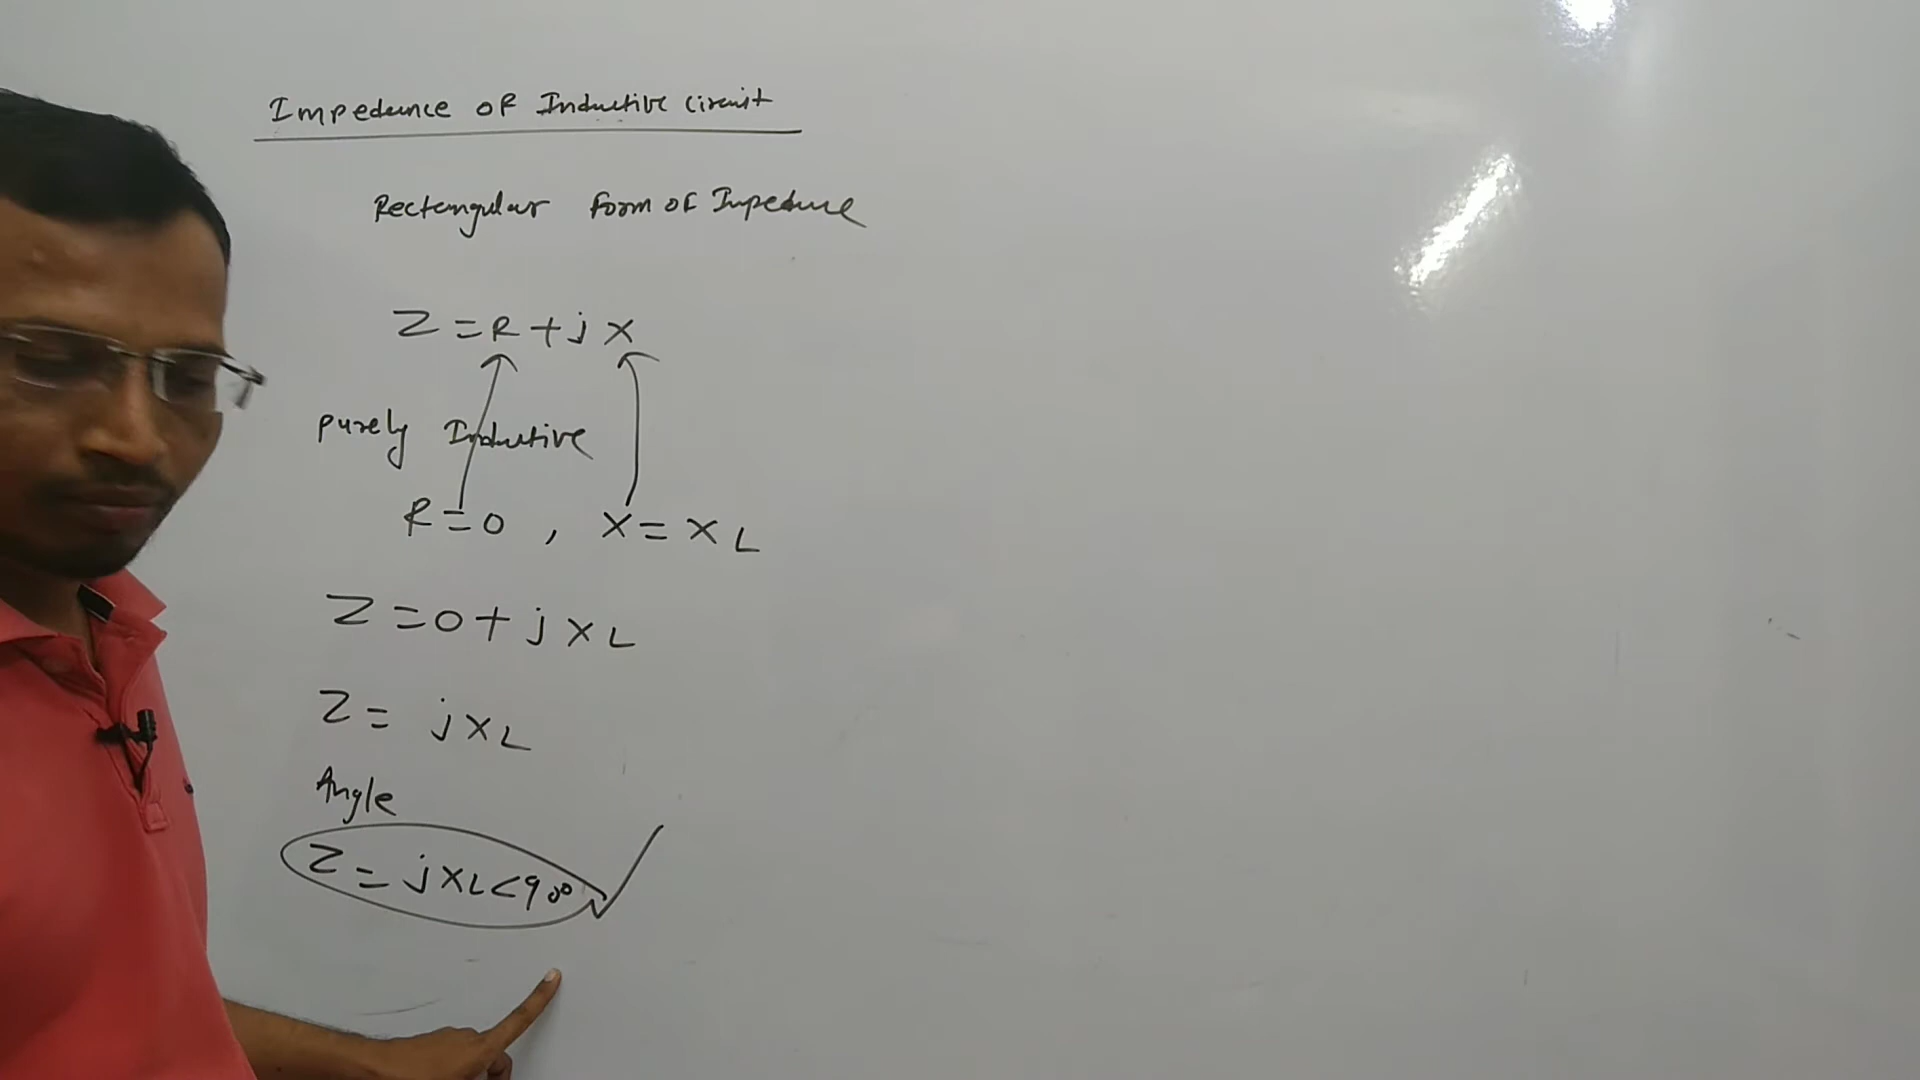 Impedance OF Inductive Circuit
Rectangular Form OF Impedance
Z = R + j X
Purely Inductive
R = 0 , X = XL
Z = 0 + j XL
Z = j XL
Angle
Z = j XL < 90°